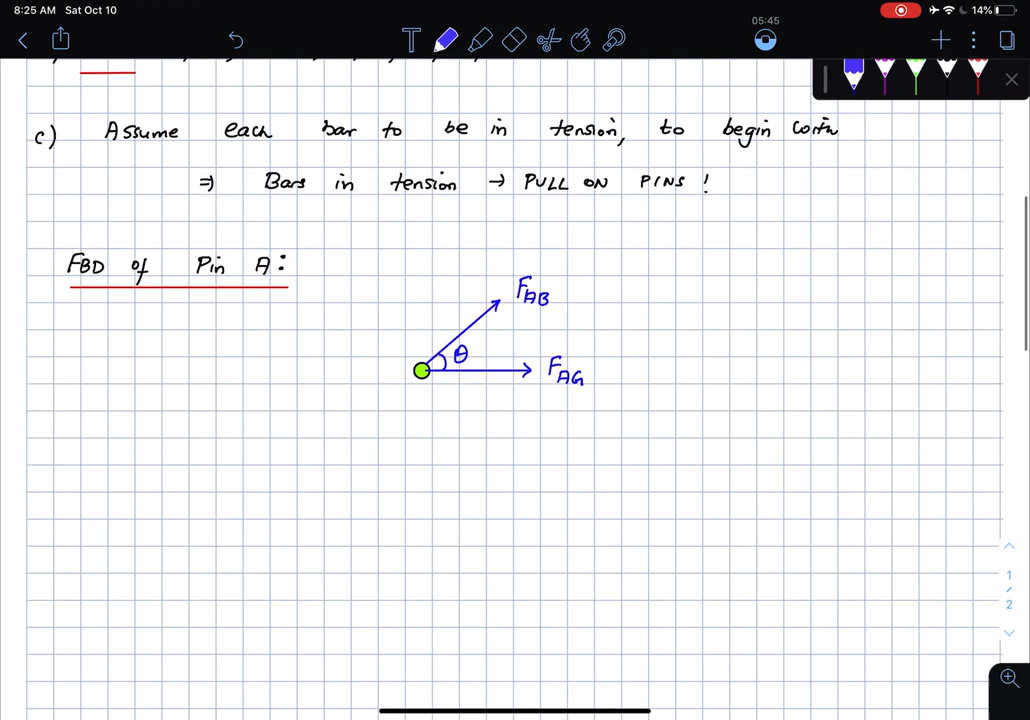 8:25 AM Sat Oct 10
14%
05:45
T
c) Assume each bar to be in tension, to begin with
⇒ Bars in tension → PULL ON PINS !
FBD of Pin A:
F_AB
θ
F_AG
1
2